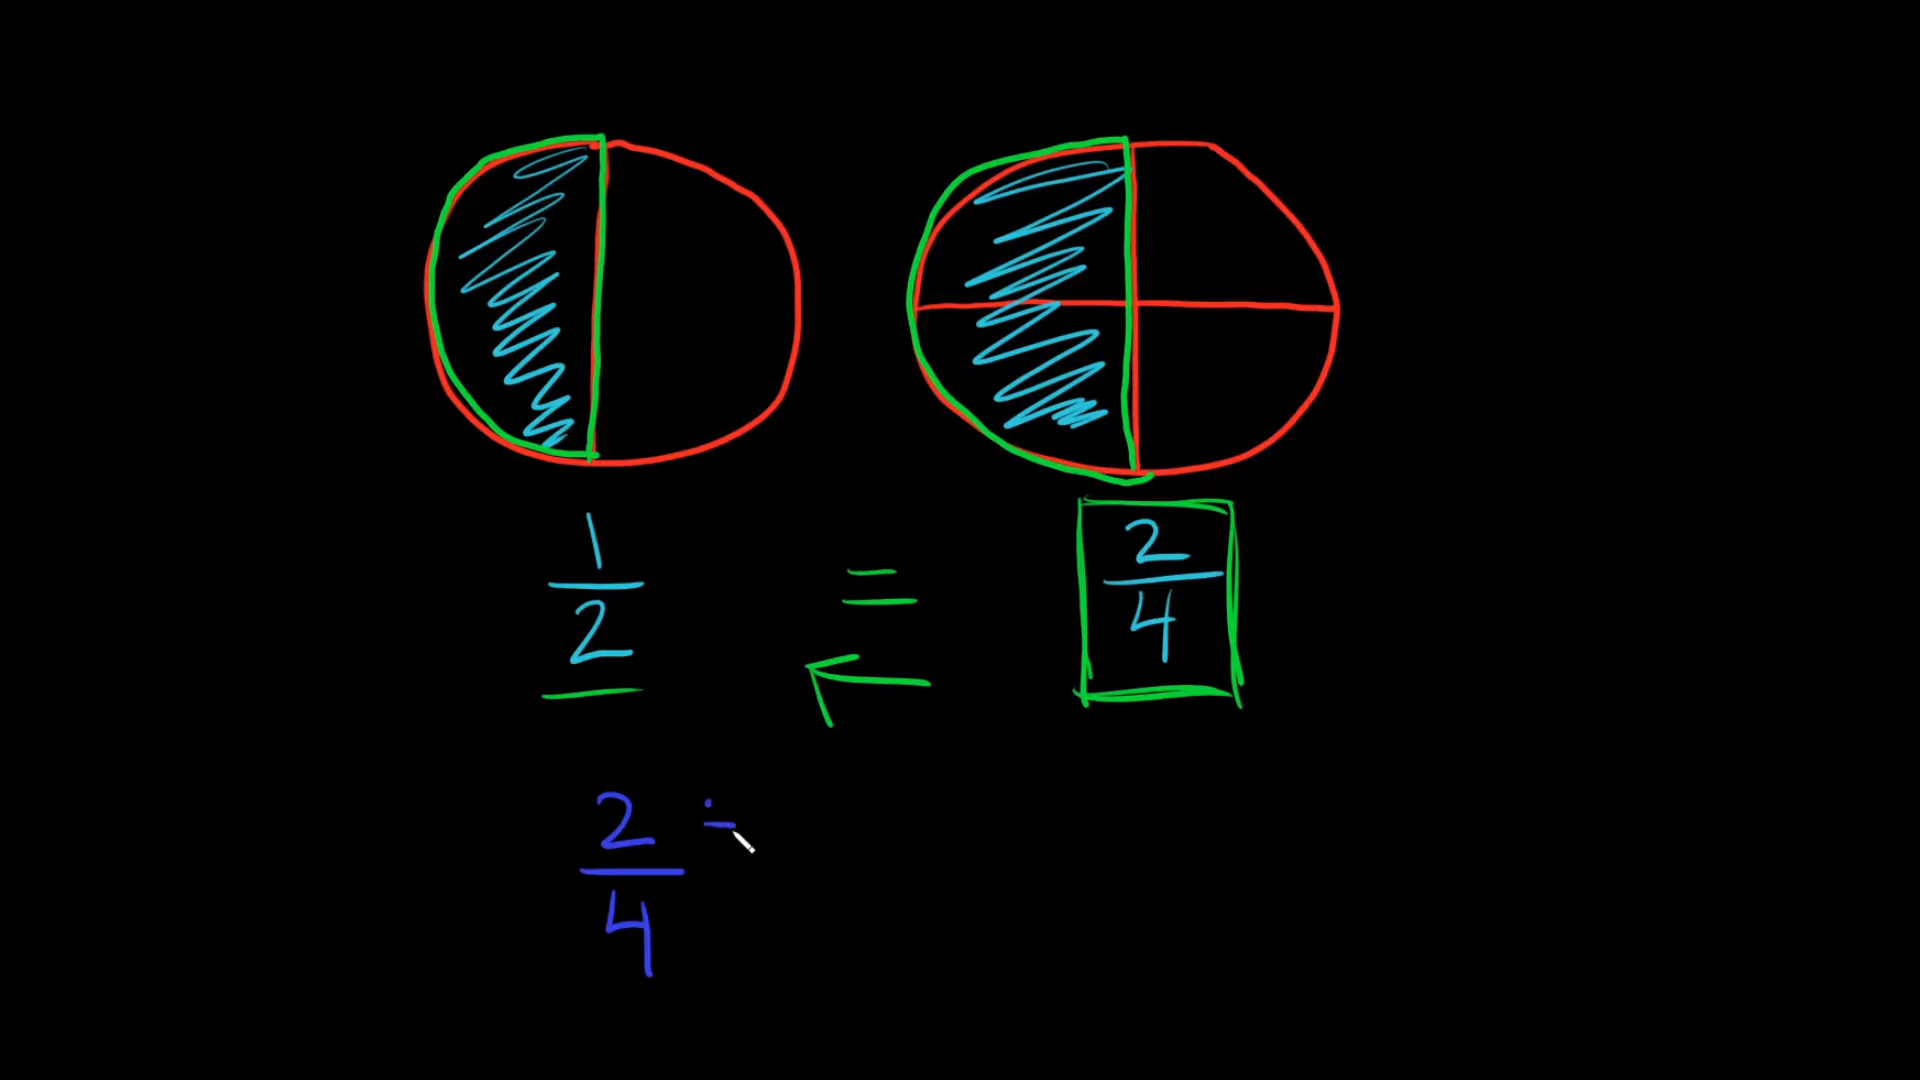 1/2 = 2/4
←
2/4 ÷